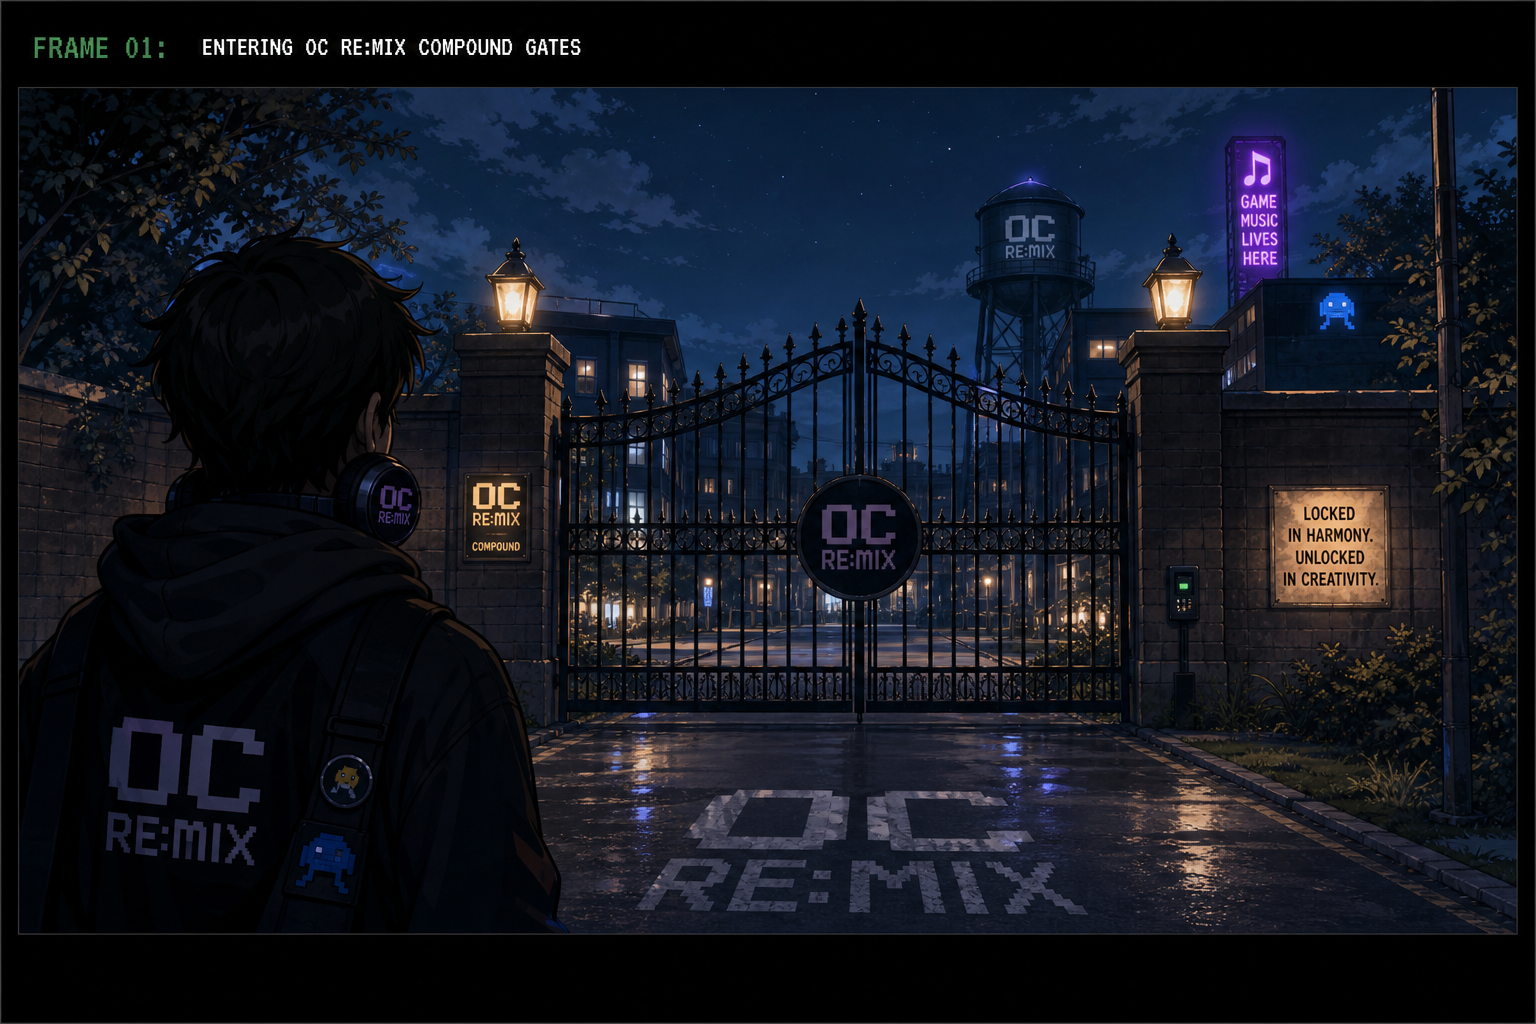 FRAME 01: ENTERING OC RE:MIX COMPOUND GATES
GAME
MUSIC
LIVES
HERE
OC
RE:MIX
OC
RE:MIX
OC
RE:MIX
COMPOUND
OC
RE:MIX
LOCKED
IN HARMONY.
UNLOCKED
IN CREATIVITY.
OC
RE:MIX
OC
RE:MIX